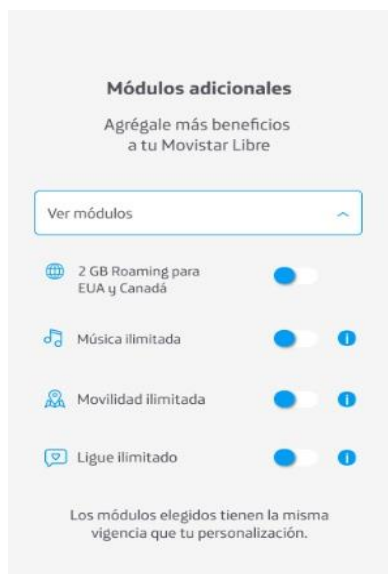 Módulos adicionales
Agrégale más beneficios
a tu Movistar Libre
Ver módulos
2 GB Roaming para
EUA y Canadá
Música ilimitada
Movilidad ilimitada
Ligue ilimitado
Los módulos elegidos tienen la misma
vigencia que tu personalización.